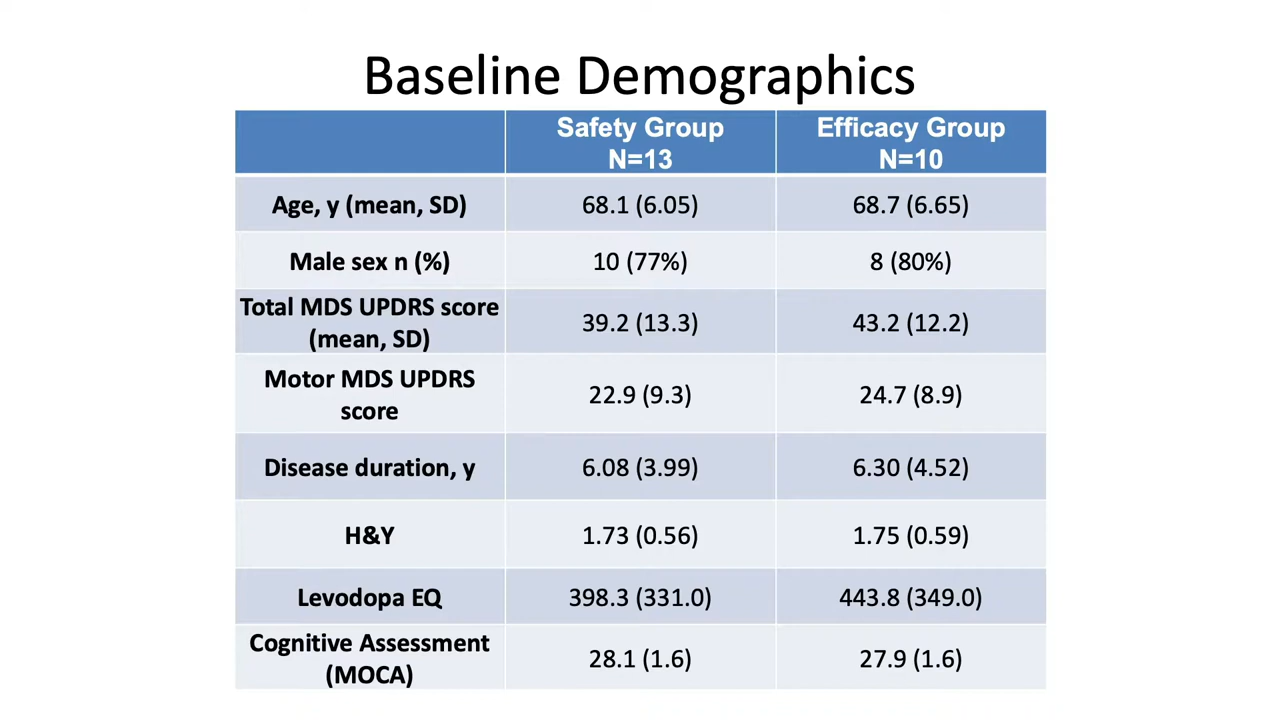 Baseline Demographics
Safety Group
N=13
Efficacy Group
N=10
Age, y (mean, SD)
68.1 (6.05)
68.7 (6.65)
Male sex n (%)
10 (77%)
8 (80%)
Total MDS UPDRS score
(mean, SD)
39.2 (13.3)
43.2 (12.2)
Motor MDS UPDRS
score
22.9 (9.3)
24.7 (8.9)
Disease duration, y
6.08 (3.99)
6.30 (4.52)
H&Y
1.73 (0.56)
1.75 (0.59)
Levodopa EQ
398.3 (331.0)
443.8 (349.0)
Cognitive Assessment
(MOCA)
28.1 (1.6)
27.9 (1.6)